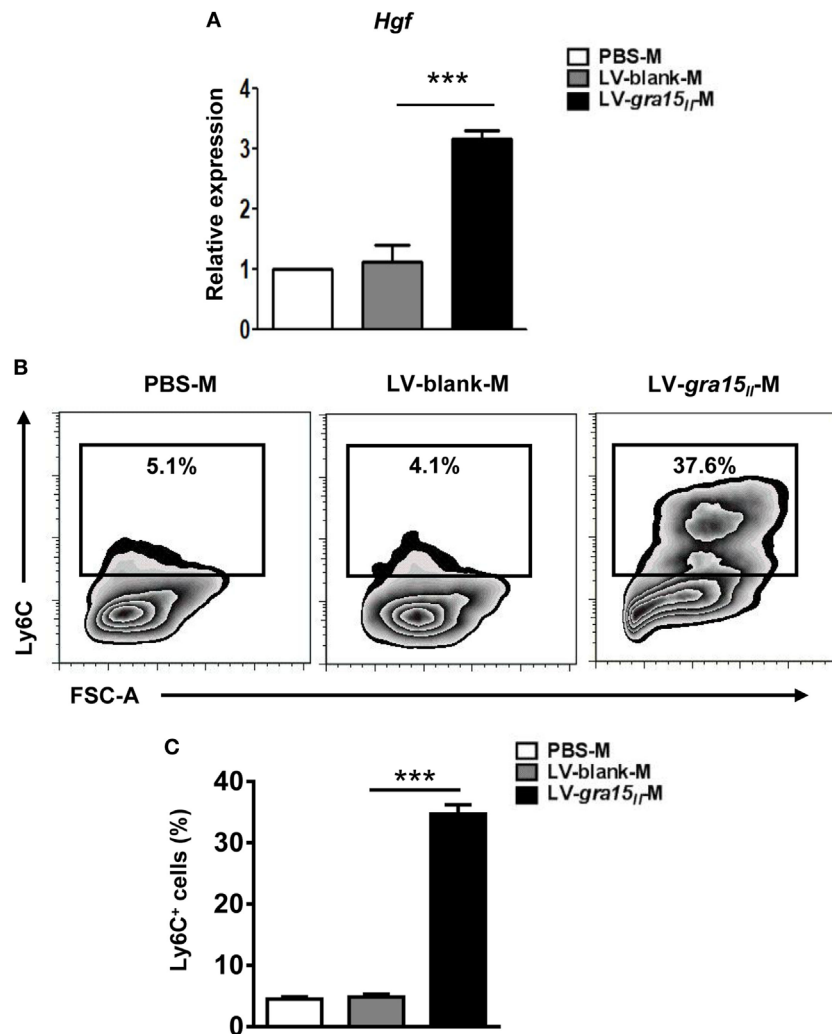 A
Hgf
PBS-M
LV-blank-M
LV-gra15II-M
***
Relative expression
4
3
2
1
0
B
PBS-M
LV-blank-M
LV-gra15II-M
5.1%
4.1%
37.6%
Ly6C
FSC-A
C
PBS-M
LV-blank-M
LV-gra15II-M
***
Ly6C+ cells (%)
40
30
20
10
0